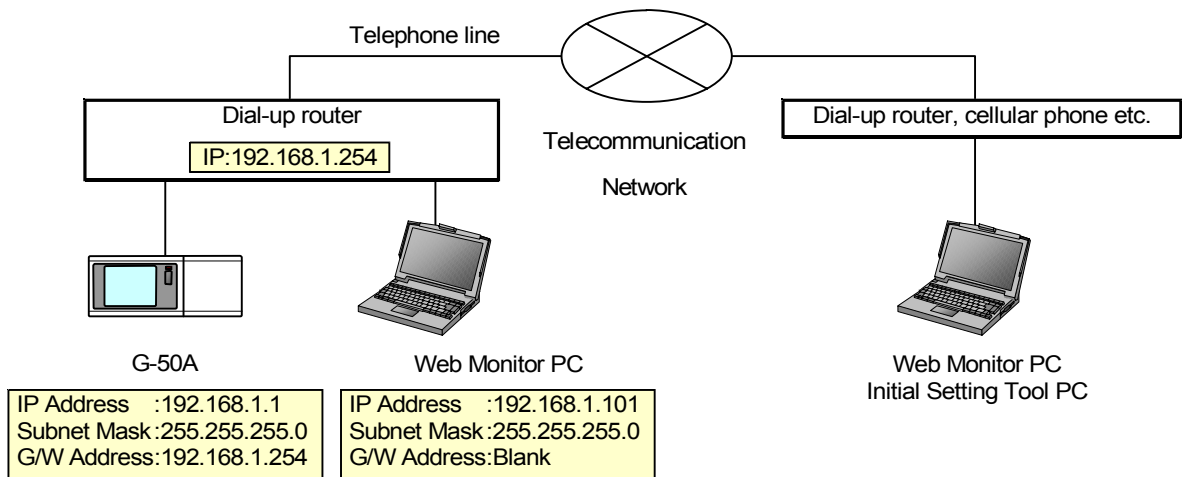 Telephone line
Dial-up router
IP:192.168.1.254
Telecommunication
Network
Dial-up router, cellular phone etc.
G-50A
IP Address :192.168.1.1
Subnet Mask:255.255.255.0
G/W Address:192.168.1.254
Web Monitor PC
IP Address :192.168.1.101
Subnet Mask:255.255.255.0
G/W Address:Blank
Web Monitor PC
Initial Setting Tool PC